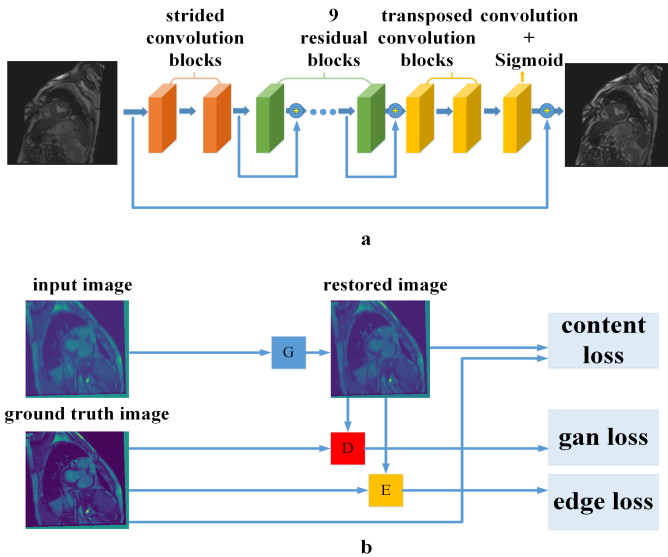 strided
convolution
blocks
9
residual
blocks
transposed
convolution
blocks
convolution
+
Sigmoid
a
input image
restored image
G
content
loss
ground truth image
D
gan loss
E
edge loss
b